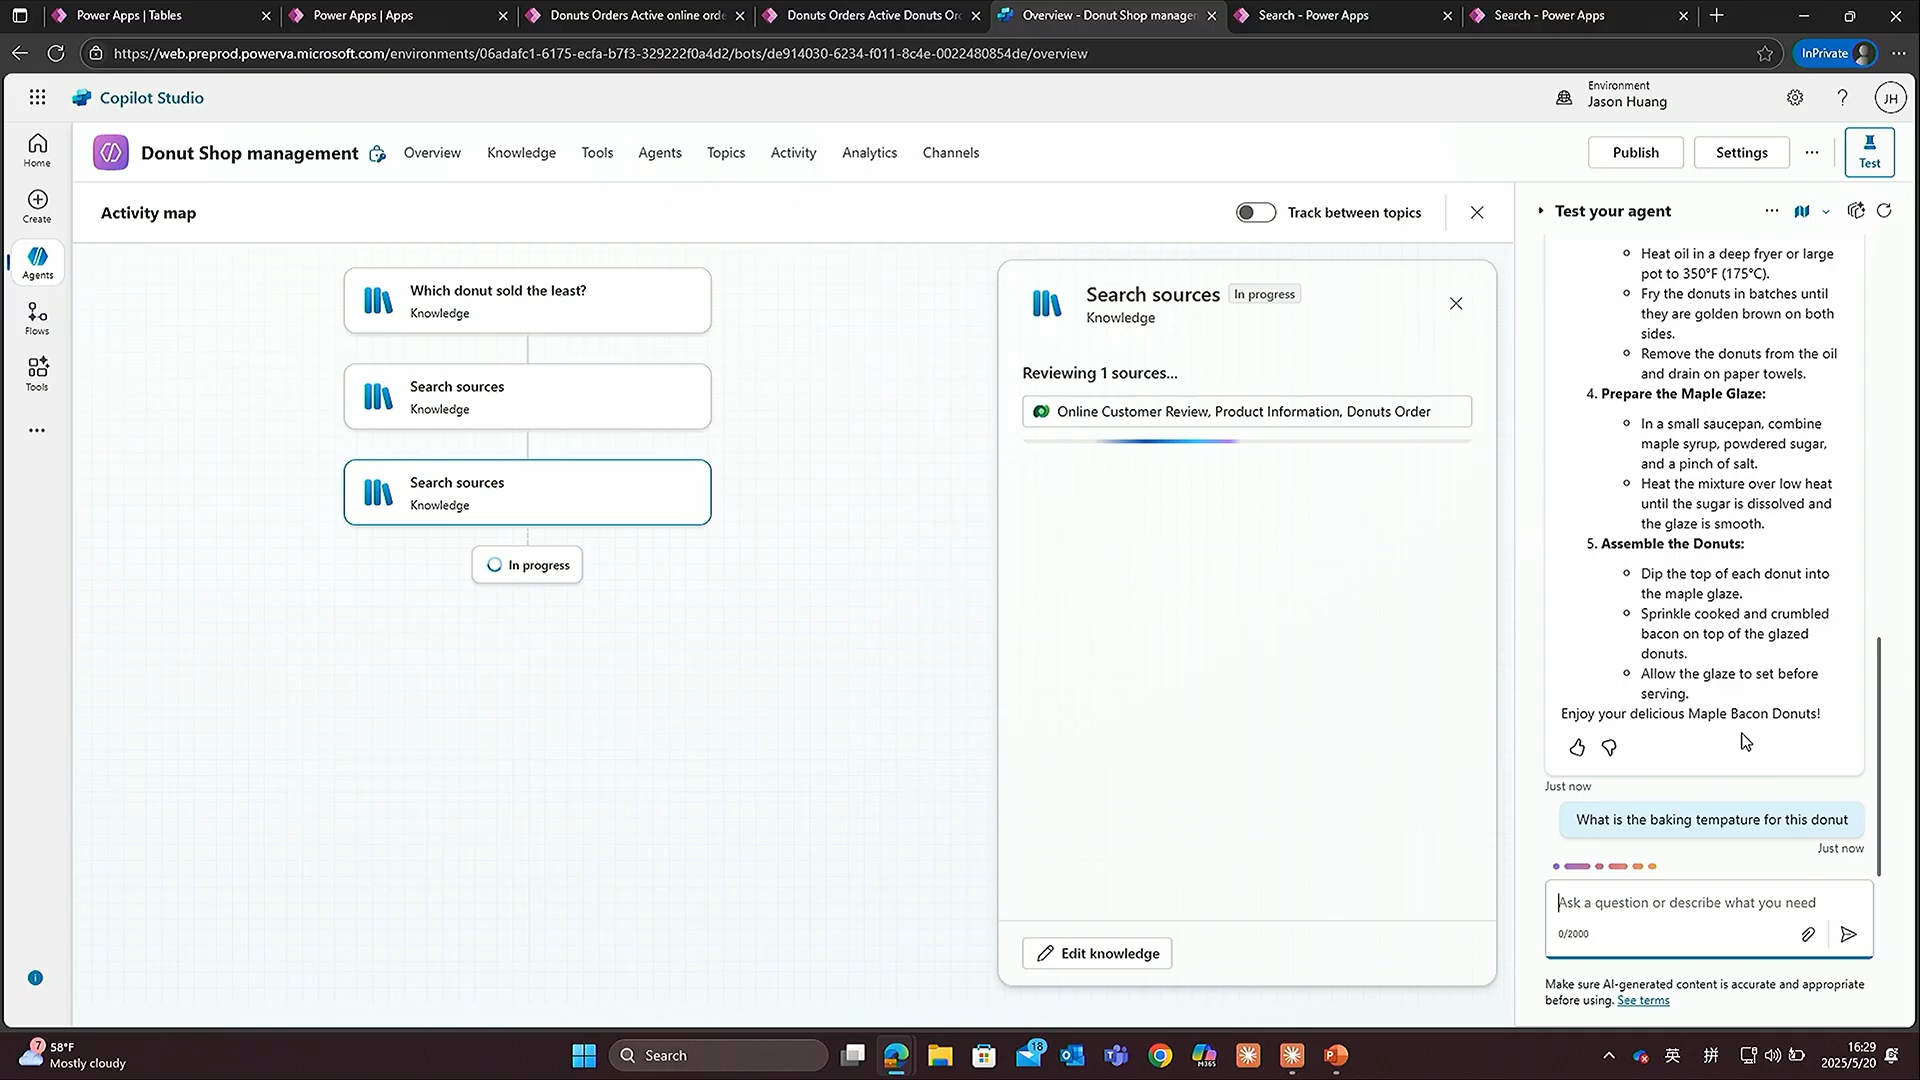 Power Apps | Tables
Power Apps | Apps
Donuts Orders Active online orde
Donuts Orders Active Donuts Or
Overview - Donut Shop managem
Search - Power Apps
Search - Power Apps
https://web.preprod.powerva.microsoft.com/environments/06adafc1-6175-ecfa-b7f3-329222f0a4d2/bots/de914030-6234-f011-8c4e-0022480854de/overview
InPrivate
Copilot Studio
Environment
Jason Huang
JH
Home
Create
Agents
Flows
Tools
Donut Shop management
Overview
Knowledge
Tools
Agents
Topics
Activity
Analytics
Channels
Publish
Settings
Test
Activity map
Track between topics
Which donut sold the least?
Knowledge
Search sources
Knowledge
Search sources
Knowledge
In progress
Search sources
In progress
Knowledge
Reviewing 1 sources...
Online Customer Review, Product Information, Donuts Order
Edit knowledge
Test your agent
Heat oil in a deep fryer or large
pot to 350°F (175°C).
Fry the donuts in batches until
they are golden brown on both
sides.
Remove the donuts from the oil
and drain on paper towels.
4. Prepare the Maple Glaze:
In a small saucepan, combine
maple syrup, powdered sugar,
and a pinch of salt.
Heat the mixture over low heat
until the sugar is dissolved and
the glaze is smooth.
5. Assemble the Donuts:
Dip the top of each donut into
the maple glaze.
Sprinkle cooked and crumbled
bacon on top of the glazed
donuts.
Allow the glaze to set before
serving.
Enjoy your delicious Maple Bacon Donuts!
Just now
What is the baking tempature for this donut
Just now
Ask a question or describe what you need
0/2000
Make sure AI-generated content is accurate and appropriate
before using. See terms
7
58°F
Mostly cloudy
Search
18
M365
英
拼
16:29
2025/5/20